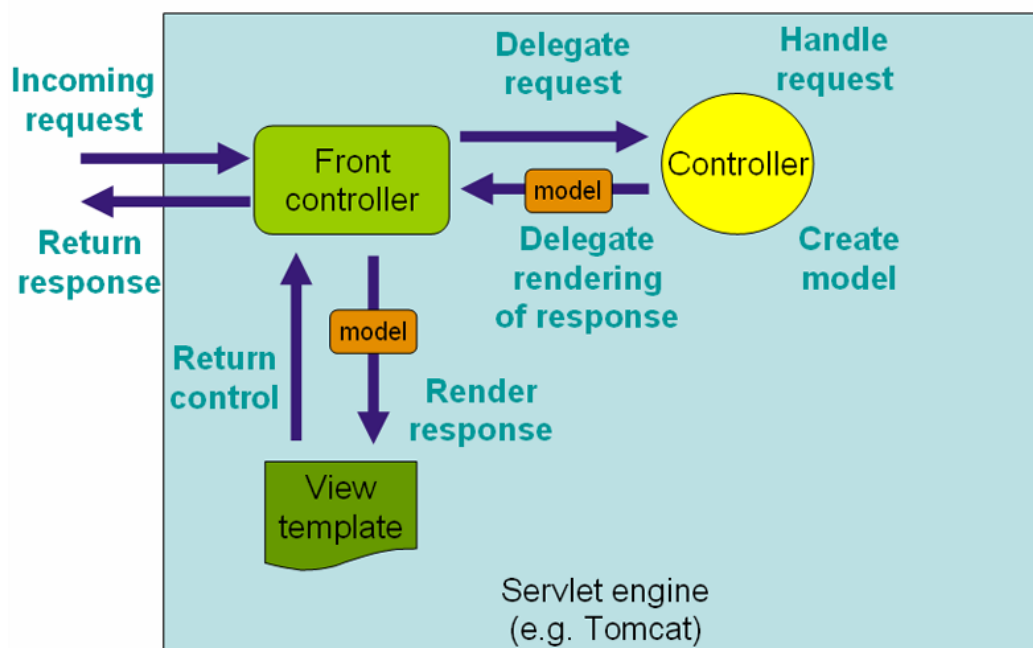 Incoming
request
Return
response
Front
controller
Delegate
request
Handle
request
Controller
model
Delegate
rendering
of response
Create
model
model
Return
control
Render
response
View
template
Servlet engine
(e.g. Tomcat)